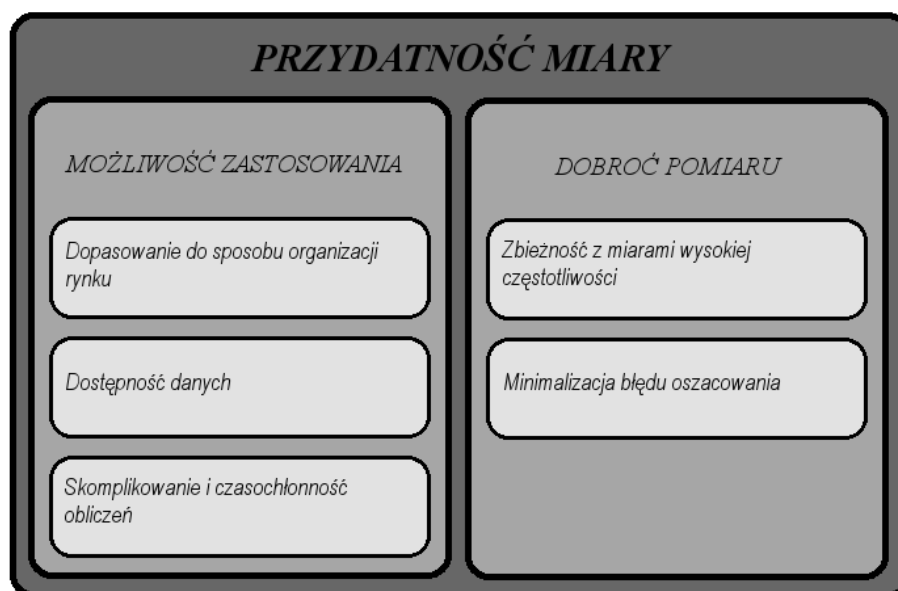 PRZYDATNOŚĆ MIARY
MOŻLIWOŚĆ ZASTOSOWANIA
Dopasowanie do sposobu organizacji
rynku
Dostępność danych
Skomplikowanie i czasochłonność
obliczeń
DOBROĆ POMIARU
Zbieżność z miarami wysokiej
częstotliwości
Minimalizacja błędu oszacowania